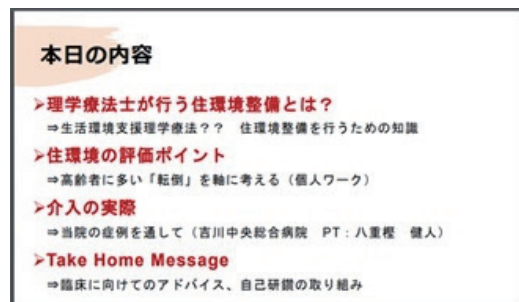 本日の内容
➢理学療法士が行う住環境整備とは?
⇒生活環境支援理学療法?? 住環境整備を行うための知識
➢住環境の評価ポイント
⇒高齢者に多い「転倒」を軸に考える(個人ワーク)
➢介入の実際
⇒当院の症例を通して(吉川中央総合病院 PT:八重樫 健人)
➢Take Home Message
⇒臨床に向けてのアドバイス、自己研鑽の取り組み